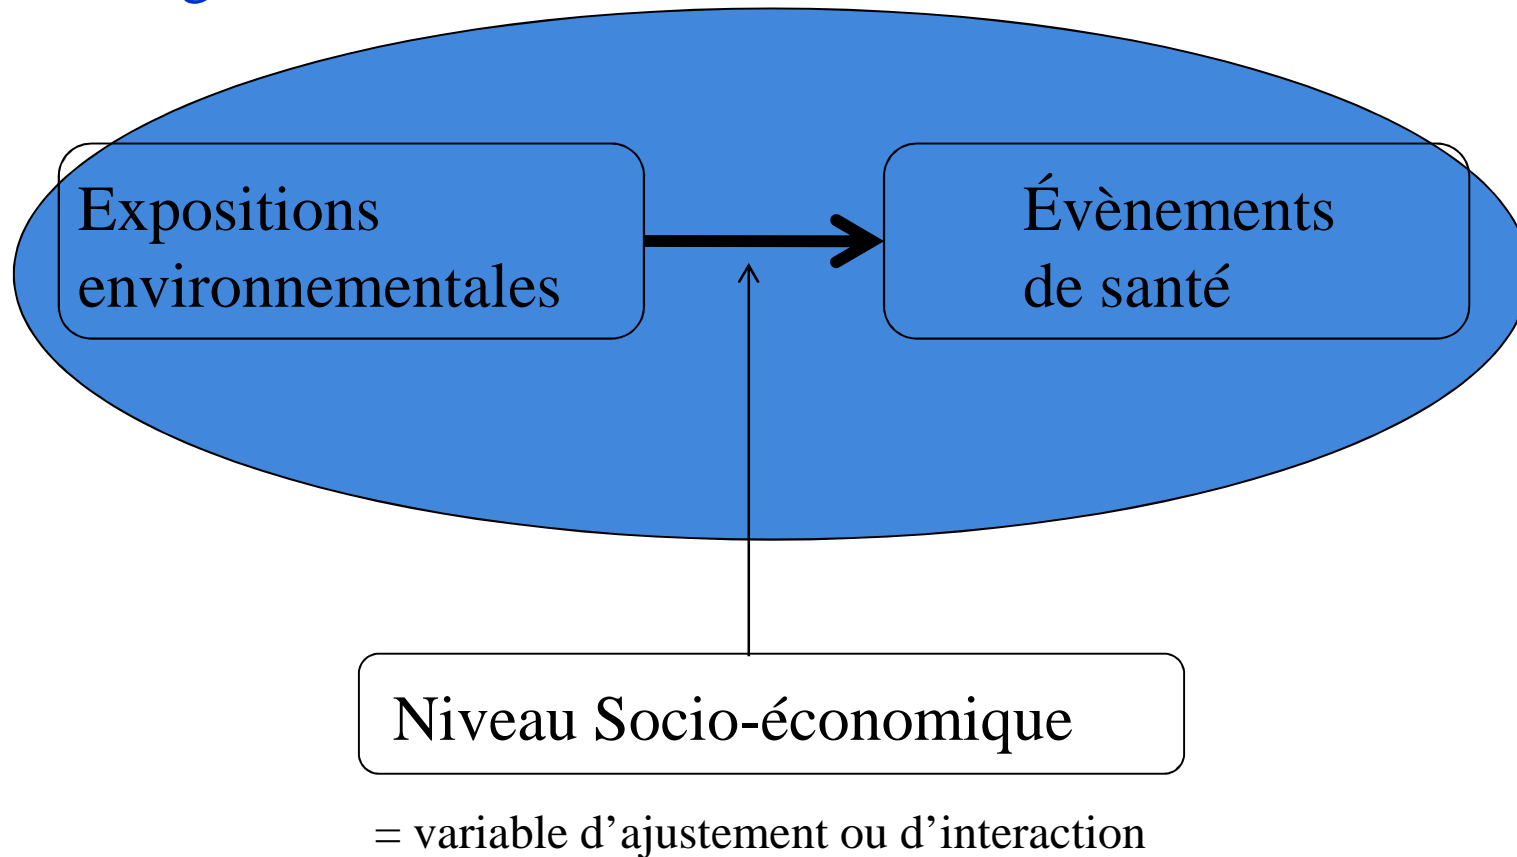 Expositions
environnementales
Évènements
de santé
Niveau Socio-économique
= variable d’ajustement ou d’interaction